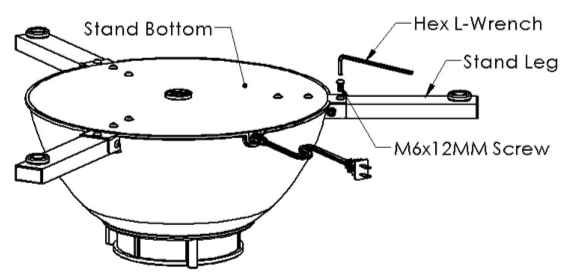 Hex L-Wrench
Stand Bottom
Stand Leg
M6x12MM Screw